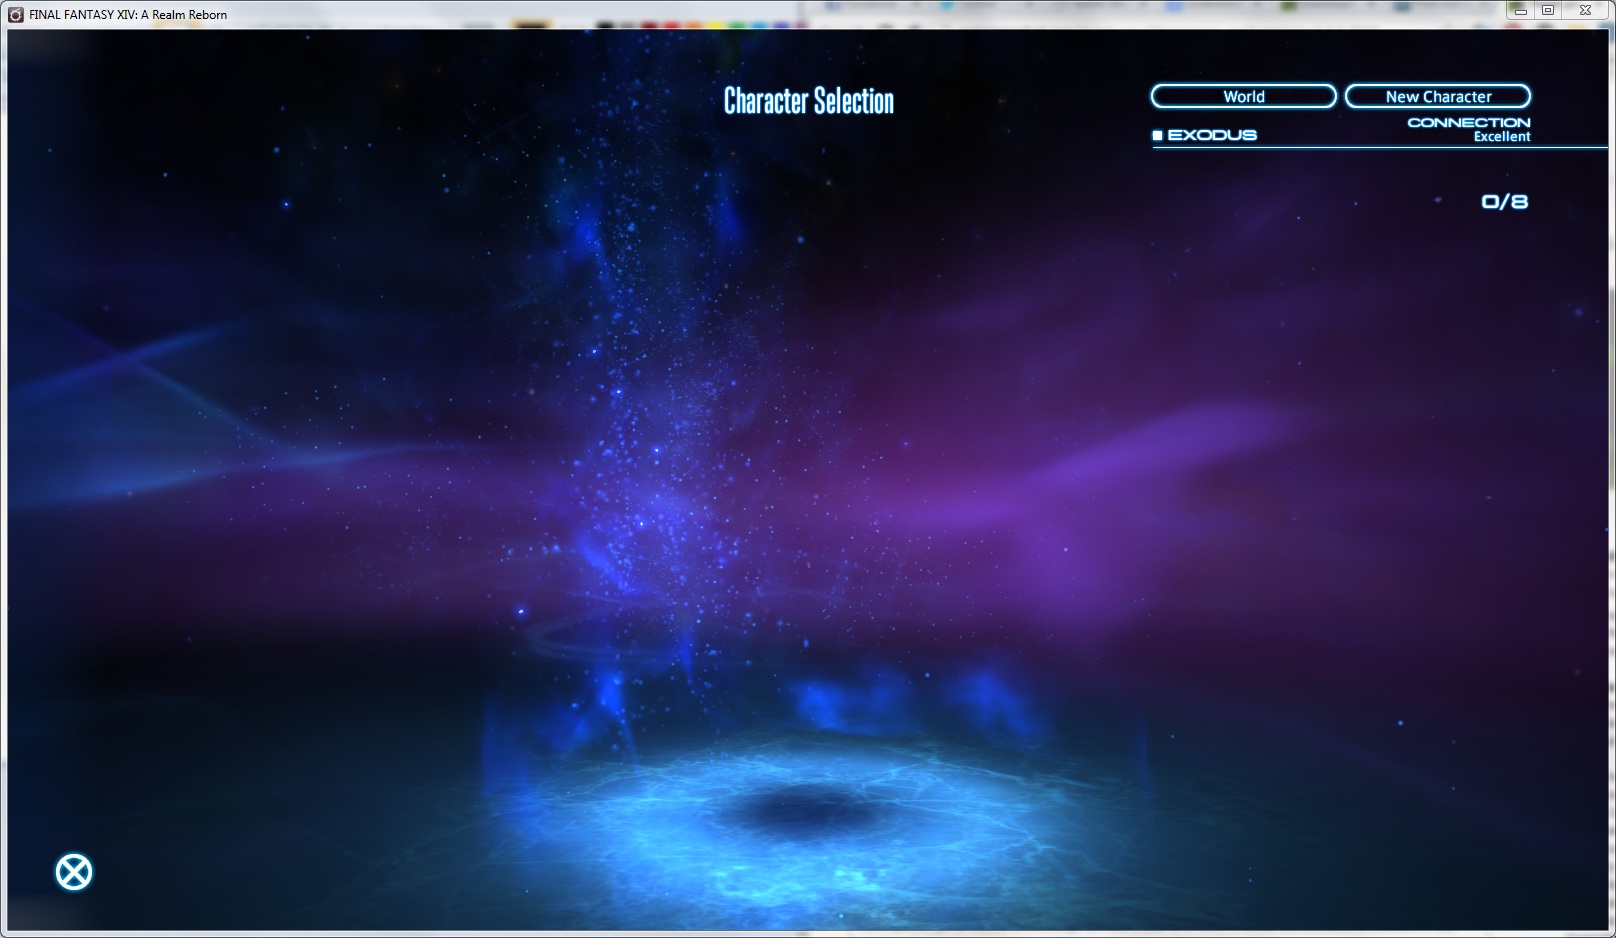 FINAL FANTASY XIV: A Realm Reborn
Character Selection
World
New Character
CONNECTION
Excellent
EXODUS
0/8